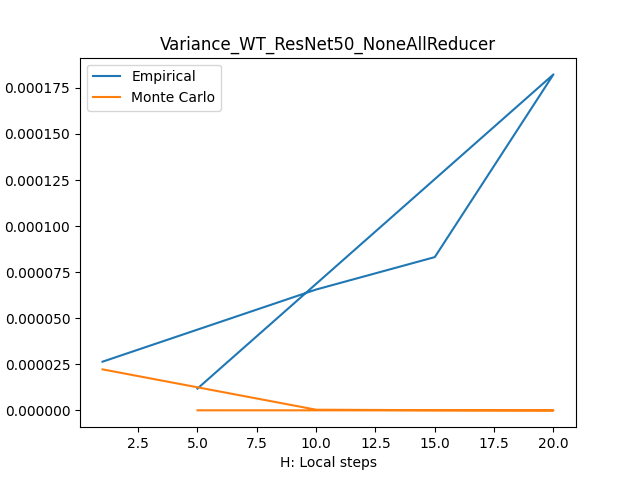 Variance_WT_ResNet50_NoneAllReducer
Empirical
Monte Carlo
0.000175
0.000150
0.000125
0.000100
0.000075
0.000050
0.000025
0.000000
2.5 5.0 7.5 10.0 12.5 15.0 17.5 20.0
H: Local steps